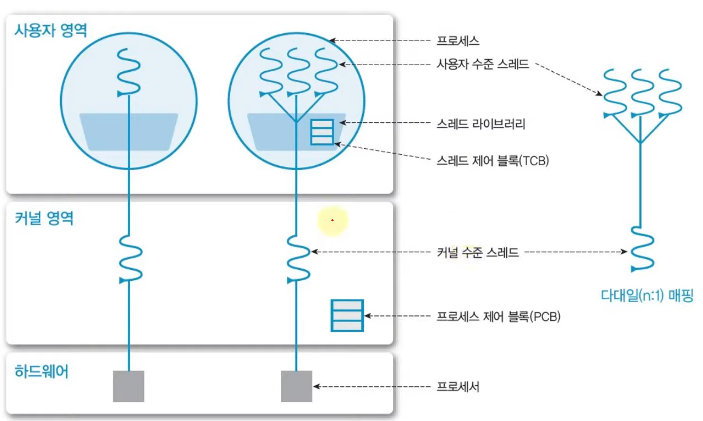 사용자 영역
프로세스
사용자 수준 스레드
스레드 라이브러리
스레드 제어 블록(TCB)
커널 영역
커널 수준 스레드
다대일(n:1) 매핑
프로세스 제어 블록(PCB)
하드웨어
프로세서